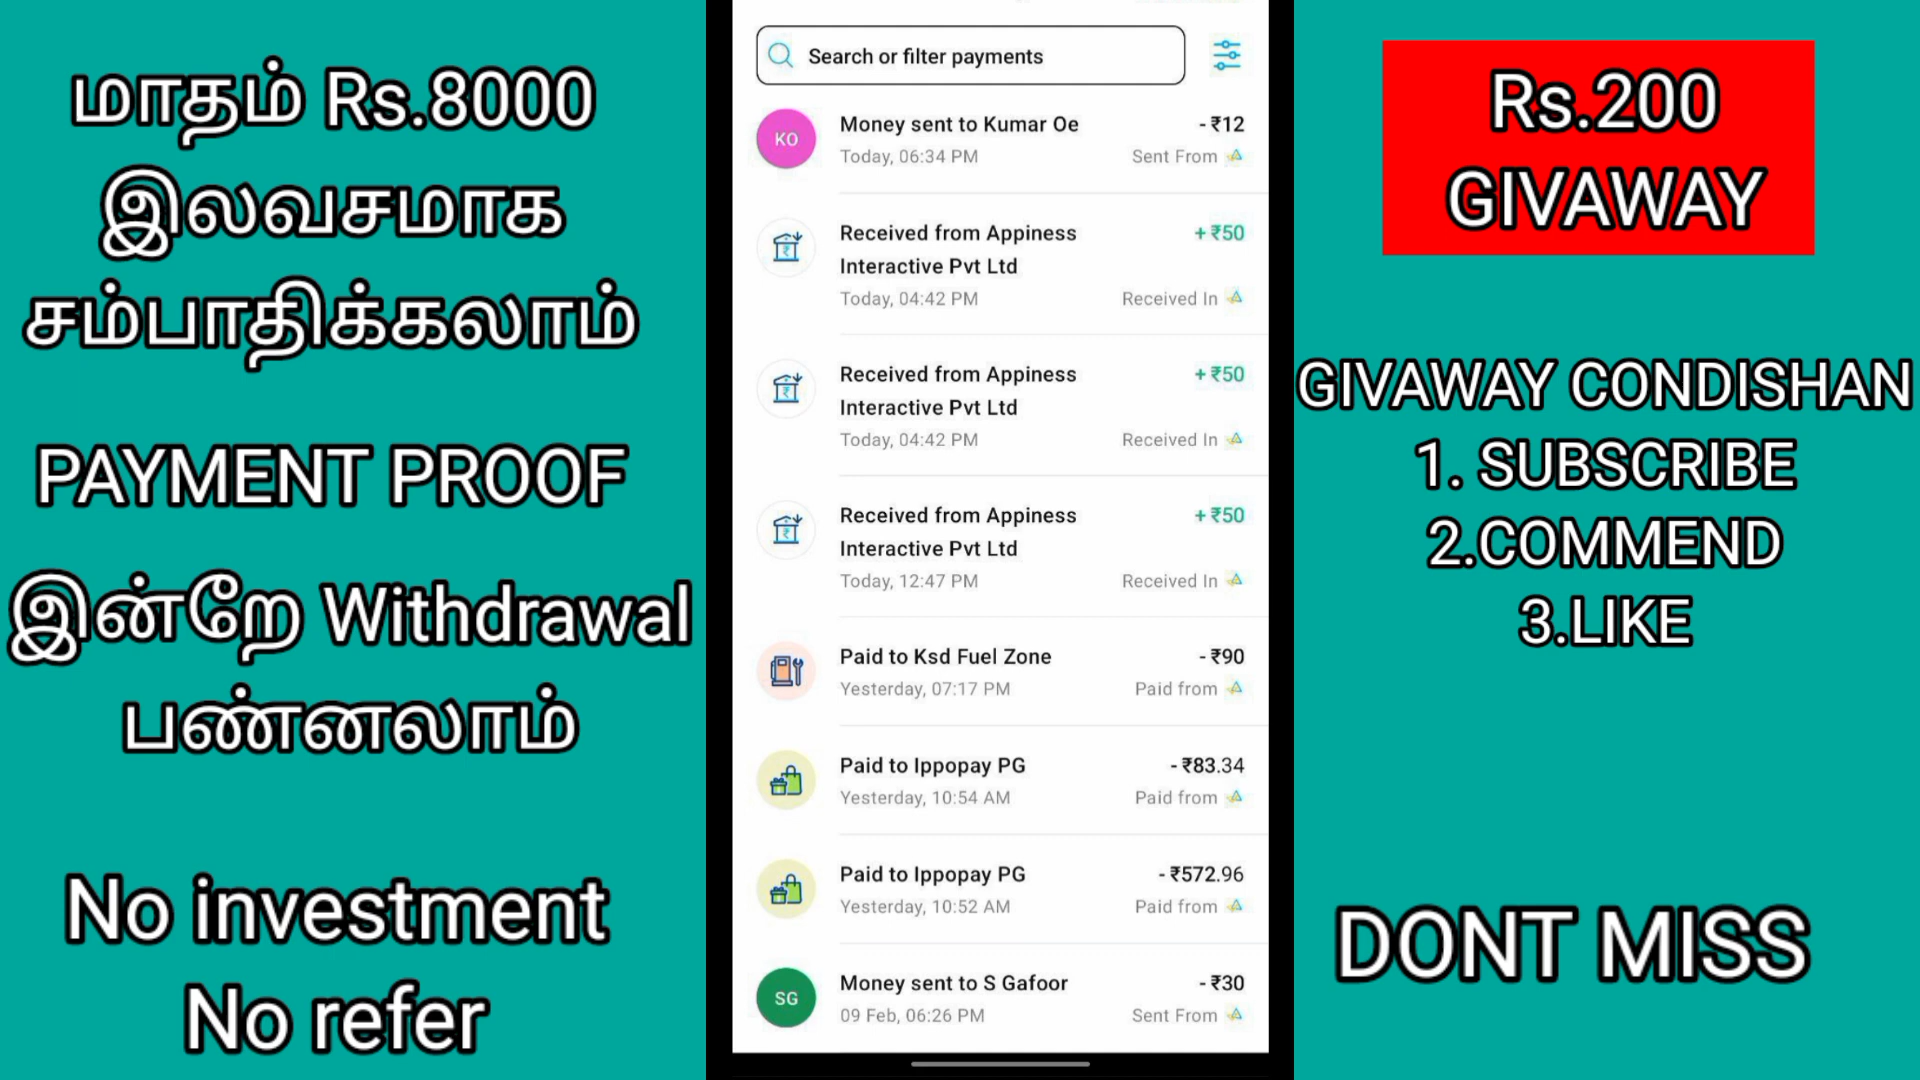 மாதம் Rs.8000
இலவசமாக
சம்பாதிக்கலாம்
PAYMENT PROOF
இன்றே Withdrawal
பண்ணலாம்
No investment
No refer
Search or filter payments
KO
Money sent to Kumar Oe
- ₹12
Today, 06:34 PM
Sent From
Received from Appiness
+ ₹50
Interactive Pvt Ltd
Today, 04:42 PM
Received In
Received from Appiness
+ ₹50
Interactive Pvt Ltd
Today, 04:42 PM
Received In
Received from Appiness
+ ₹50
Interactive Pvt Ltd
Today, 12:47 PM
Received In
Paid to Ksd Fuel Zone
- ₹90
Yesterday, 07:17 PM
Paid from
Paid to Ippopay PG
- ₹83.34
Yesterday, 10:54 AM
Paid from
Paid to Ippopay PG
- ₹572.96
Yesterday, 10:52 AM
Paid from
SG
Money sent to S Gafoor
- ₹30
09 Feb, 06:26 PM
Sent From
Rs.200
GIVAWAY
GIVAWAY CONDISHAN
1. SUBSCRIBE
2.COMMEND
3.LIKE
DONT MISS